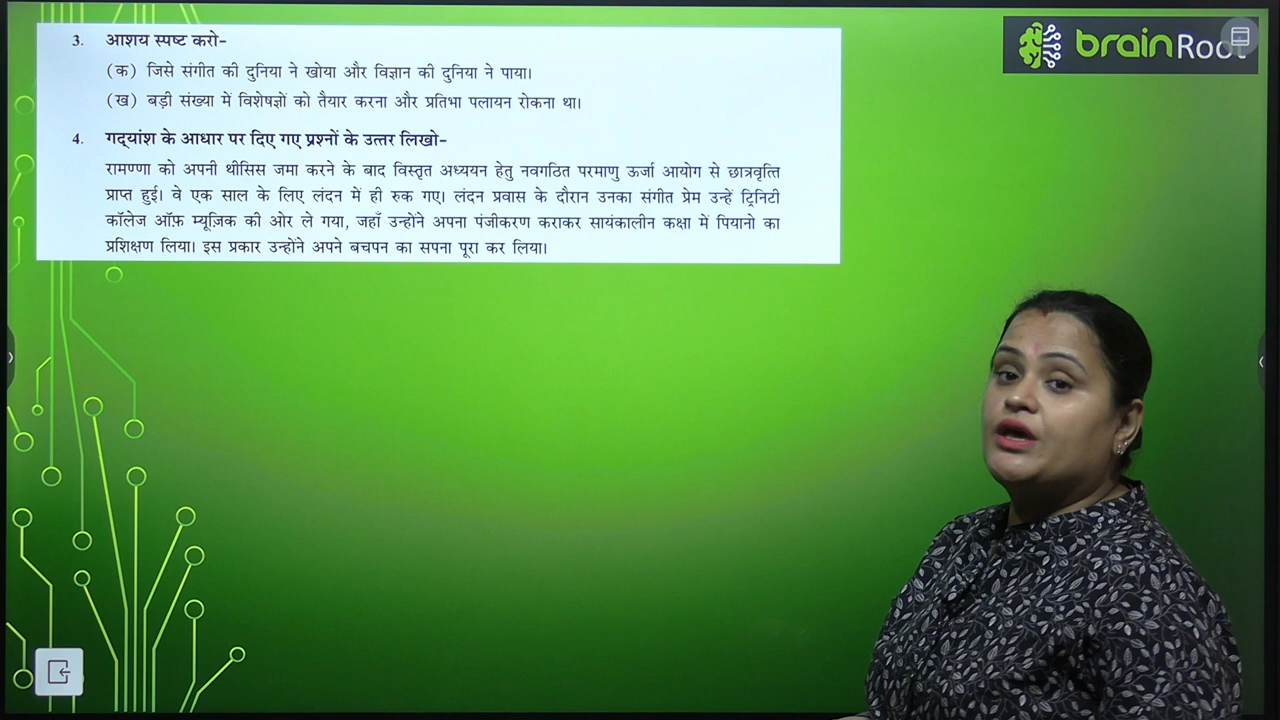 3. आशय स्पष्ट करो-
(क) जिसे संगीत की दुनिया ने खोया और विज्ञान की दुनिया ने पाया।
(ख) बड़ी संख्या में विशेषज्ञों को तैयार करना और प्रतिभा पलायन रोकना था।
4. गद्यांश के आधार पर दिए गए प्रश्नों के उत्तर लिखो-
रामण्णा को अपनी थीसिस जमा करने के बाद विस्तृत अध्ययन हेतु नवगठित परमाणु ऊर्जा आयोग से छात्रवृत्ति
प्राप्त हुई। वे एक साल के लिए लंदन में ही रुक गए। लंदन प्रवास के दौरान उनका संगीत प्रेम उन्हें ट्रिनिटी
कॉलेज ऑफ़ म्यूज़िक की ओर ले गया, जहाँ उन्होंने अपना पंजीकरण कराकर सायंकालीन कक्षा में पियानो का
प्रशिक्षण लिया। इस प्रकार उन्होंने अपने बचपन का सपना पूरा कर लिया।
brain Root